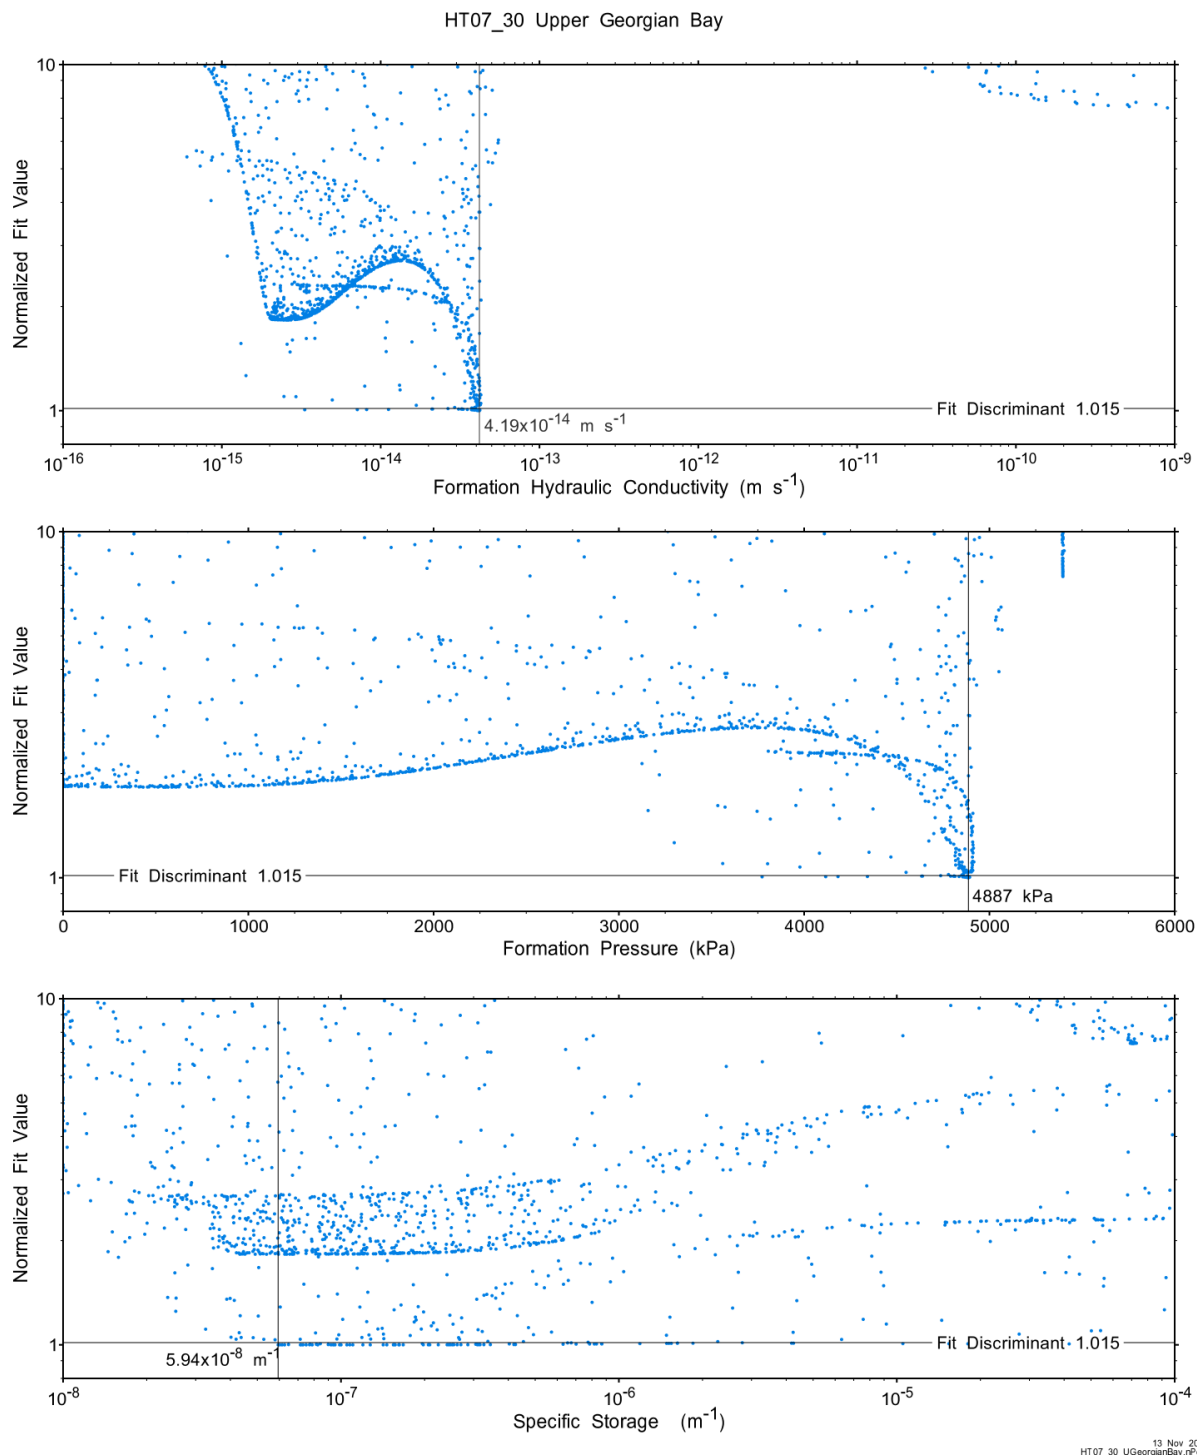 HT07_30 Upper Georgian Bay
10
Normalized Fit Value
Fit Discriminant 1.015
1
4.19x10⁻¹⁴ m s⁻¹
10⁻¹⁶ 10⁻¹⁵ 10⁻¹⁴ 10⁻¹³ 10⁻¹² 10⁻¹¹ 10⁻¹⁰ 10⁻⁹
Formation Hydraulic Conductivity (m s⁻¹)
10
Normalized Fit Value
Fit Discriminant 1.015
1
4887 kPa
0 1000 2000 3000 4000 5000 6000
Formation Pressure (kPa)
10
Normalized Fit Value
Fit Discriminant 1.015
1
5.94x10⁻⁸ m⁻¹
10⁻⁸ 10⁻⁷ 10⁻⁶ 10⁻⁵ 10⁻⁴
Specific Storage (m⁻¹)
13 Nov 20
HT07_30_UGeorgianBay.nP